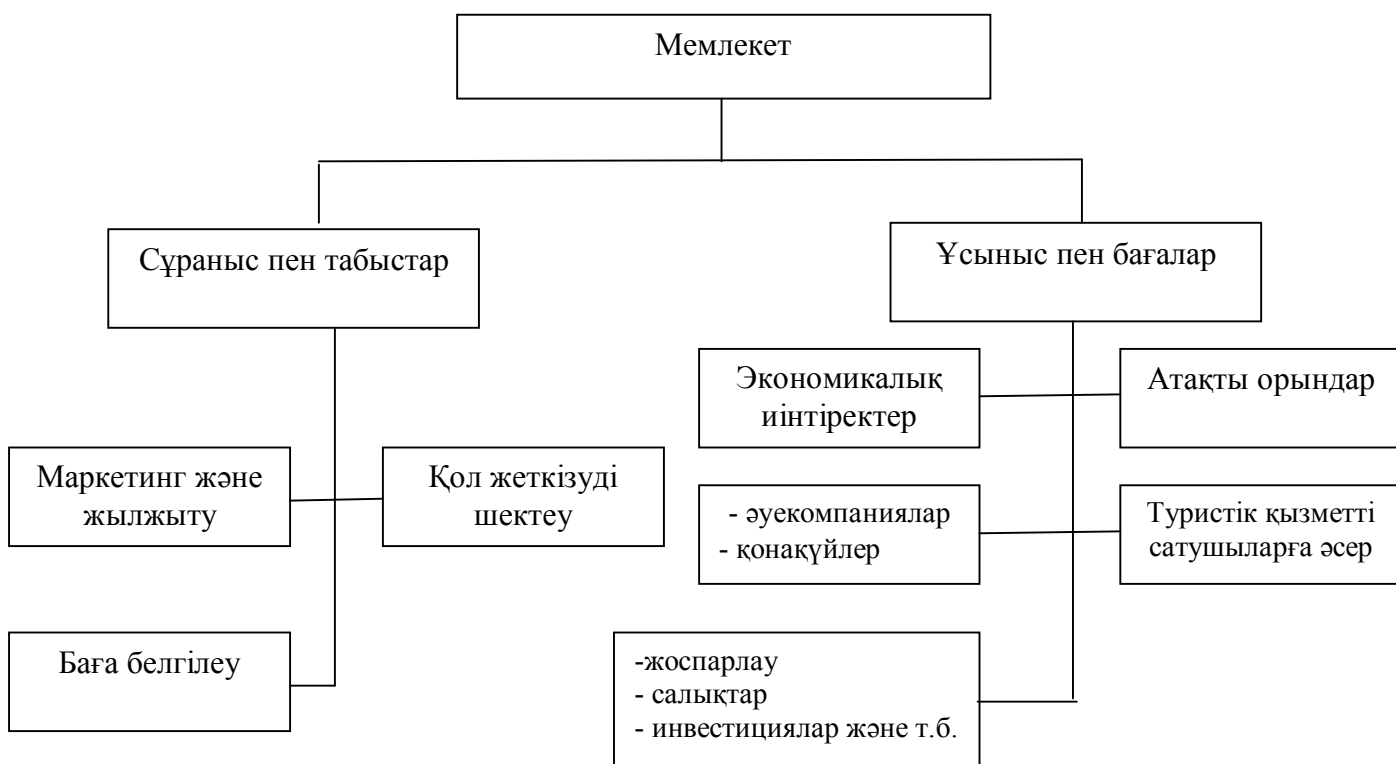 Мемлекет
Сұраныс пен табыстар
Ұсыныс пен бағалар
Экономикалық
иінтіректер
Атақты орындар
Маркетинг және
жылжыту
Қол жеткізуді
шектеу
- әуекомпаниялар
- қонақүйлер
Туристік қызметті
сатушыларға әсер
Баға белгілеу
-жоспарлау
- салықтар
- инвестициялар және т.б.